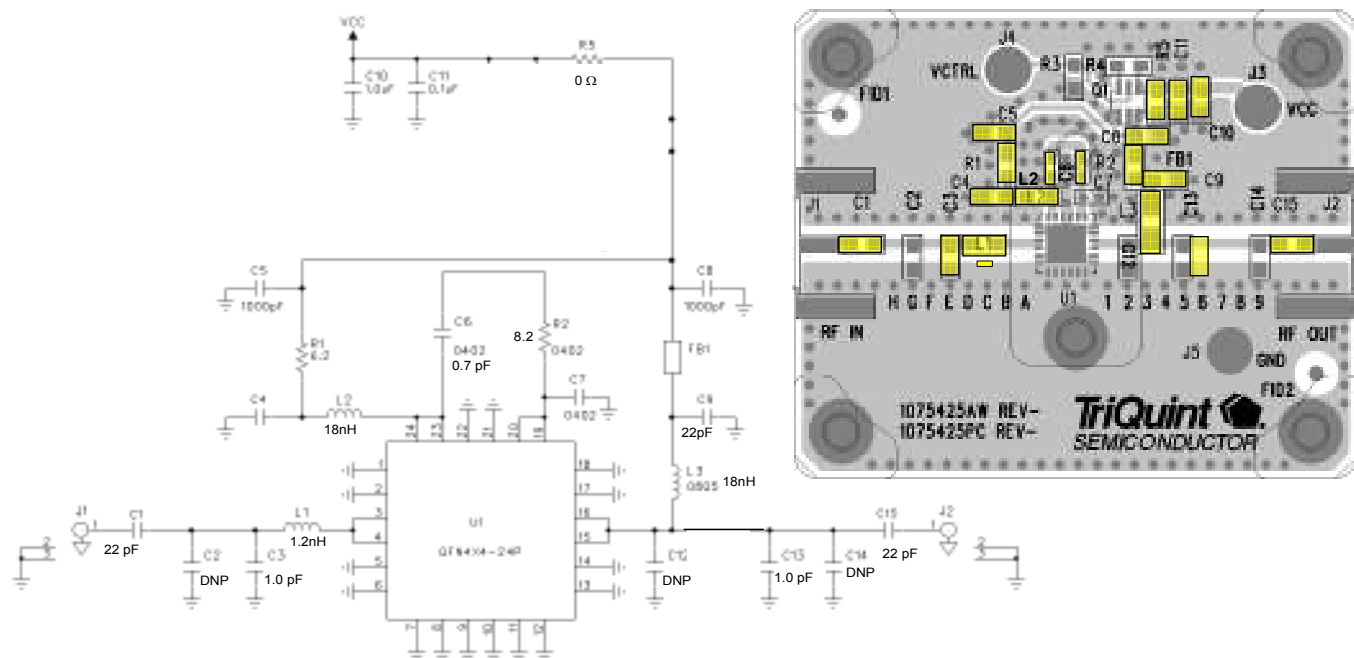 VCC
C10
1.0uF
C11
0.1uF
R5
0 Ω
C5
1000pF
C8
1000pF
R1
6.2
C6
0402
0.7 pF
8.2
R2
0402
FB1
C4
L2
18nH
C7
0402
C9
22pF
24
23
22
21
20
19
L3
0805
18nH
1
2
3
4
5
6
U1
QFN4X4-24P
18
17
16
15
14
13
7
8
9
10
11
12
J1
1
C1
22 pF
L1
1.2nH
C2
DNP
C3
1.0 pF
C12
DNP
C13
1.0 pF
C14
DNP
C15
22 pF
J2
1
J4
VCTRL
R3
R4
Q1
C11
J3
VCC
FID1
C5
C8
C10
R1
R2
FB1
C4
L2
C7
C9
J1
C1
C2
C3
L3
C13
C14
C15
J2
L1
C12
H G F E D C B A
U1
1 2 3 4 5 6 7 8 9
RF IN
RF OUT
J5
GND
FID2
1075425AW REV-
1075425PC REV-
TriQuint
SEMICONDUCTOR